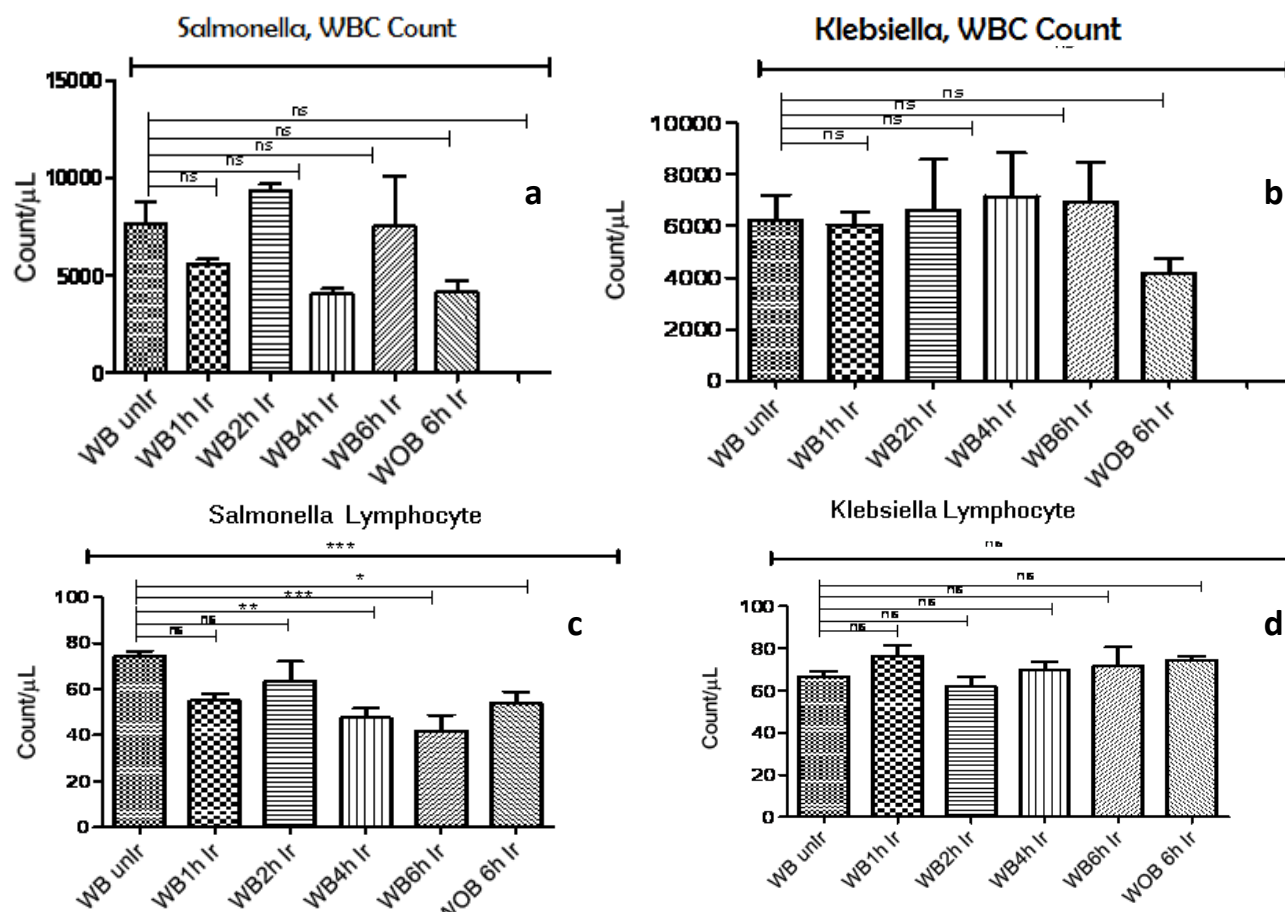 Salmonella, WBC Count
15000
10000
5000
0
Count/µL
ns
ns
ns
ns
ns
a
WB unIr
WB1h Ir
WB2h Ir
WB4h Ir
WB6h Ir
WOB 6h Ir
Klebsiella, WBC Count
10000
8000
6000
4000
2000
0
Count/µL
ns
ns
ns
ns
ns
b
WB unIr
WB1h Ir
WB2h Ir
WB4h Ir
WB6h Ir
WOB 6h Ir
Salmonella Lymphocyte
***
*
***
**
ns
ns
100
80
60
40
20
0
Count/µL
c
WB unIr
WB1h Ir
WB2h Ir
WB4h Ir
WB6h Ir
WOB 6h Ir
Klebsiella Lymphocyte
ns
ns
ns
ns
ns
ns
100
80
60
40
20
0
Count/µL
d
WB unIr
WB1h Ir
WB2h Ir
WB4h Ir
WB6h Ir
WOB 6h Ir